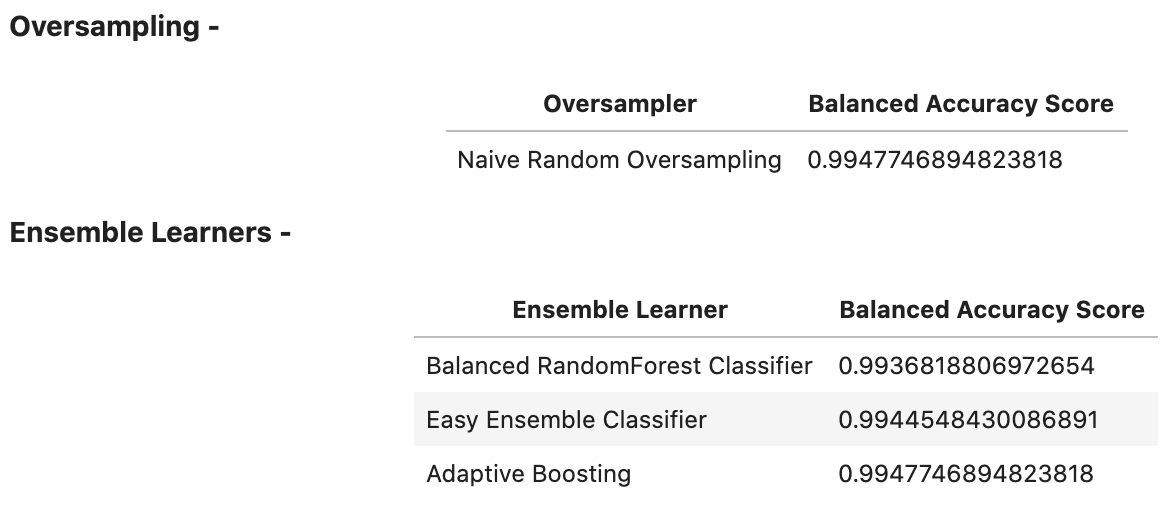 Oversampling -
Oversampler Balanced Accuracy Score
Naive Random Oversampling 0.9947746894823818
Ensemble Learners -
Ensemble Learner Balanced Accuracy Score
Balanced RandomForest Classifier 0.9936818806972654
Easy Ensemble Classifier 0.9944548430086891
Adaptive Boosting 0.9947746894823818